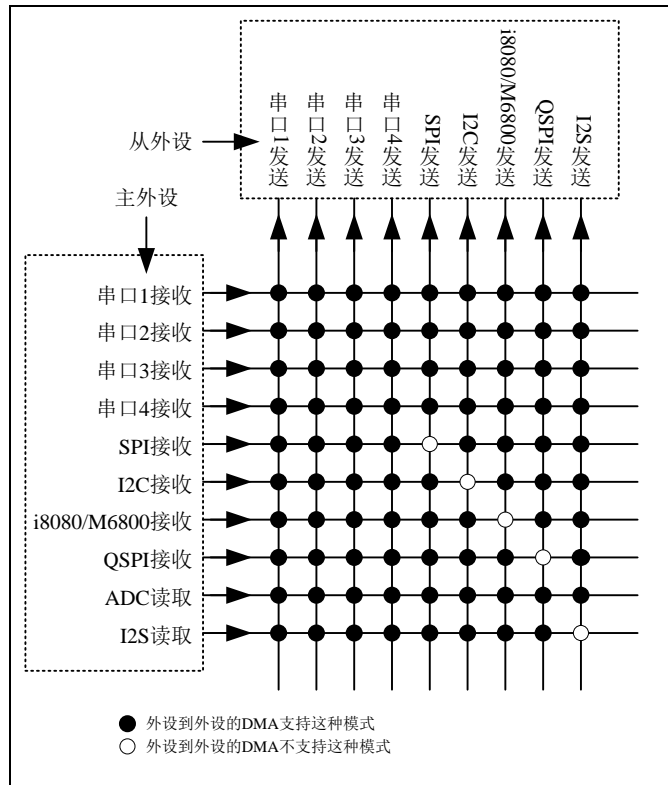 从外设
串口1发送
串口2发送
串口3发送
串口4发送
SPI发送
I2C发送
i8080/M6800发送
QSPI发送
I2S发送
主外设
串口1接收
串口2接收
串口3接收
串口4接收
SPI接收
I2C接收
i8080/M6800接收
QSPI接收
ADC读取
I2S读取
外设到外设的DMA支持这种模式
外设到外设的DMA不支持这种模式